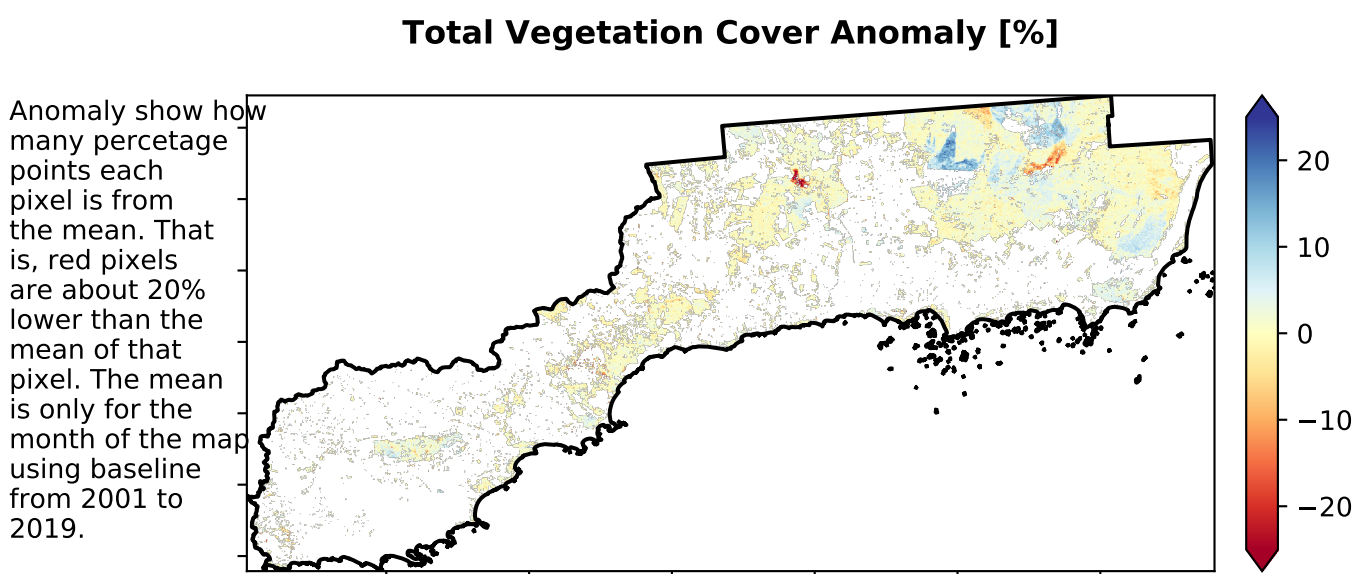 Total Vegetation Cover Anomaly [%]
Anomaly show how
many percetage
points each
pixel is from
the mean. That
is, red pixels
are about 20%
lower than the
mean of that
pixel. The mean
is only for the
month of the map
using baseline
from 2001 to
2019.
20
10
0
−10
−20